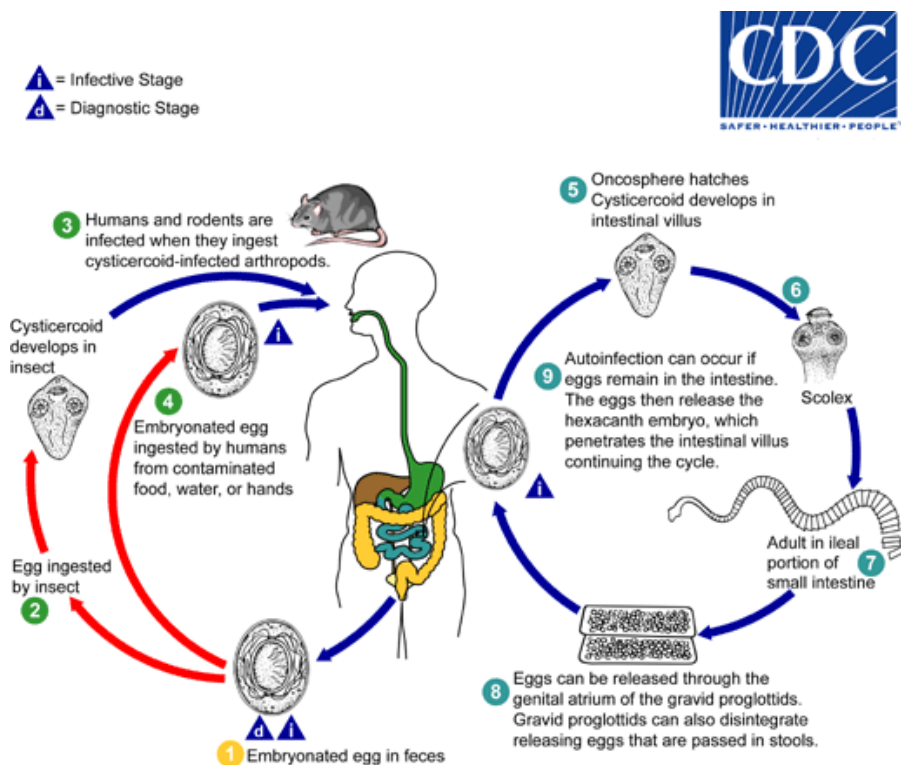 CDC
SAFER • HEALTHIER • PEOPLE™
i = Infective Stage
d = Diagnostic Stage
3
Humans and rodents are
infected when they ingest
cysticercoid-infected arthropods.
5
Oncosphere hatches
Cysticercoid develops in
intestinal villus
6
Scolex
Cysticercoid
develops in
insect
i
4
Embryonated egg
ingested by humans
from contaminated
food, water, or hands
9
Autoinfection can occur if
eggs remain in the intestine.
The eggs then release the
hexacanth embryo, which
penetrates the intestinal villus
continuing the cycle.
i
Egg ingested
by insect
2
Adult in ileal
portion of
small intestine
7
8
Eggs can be released through the
genital atrium of the gravid proglottids.
Gravid proglottids can also disintegrate
releasing eggs that are passed in stools.
d i
1
Embryonated egg in feces